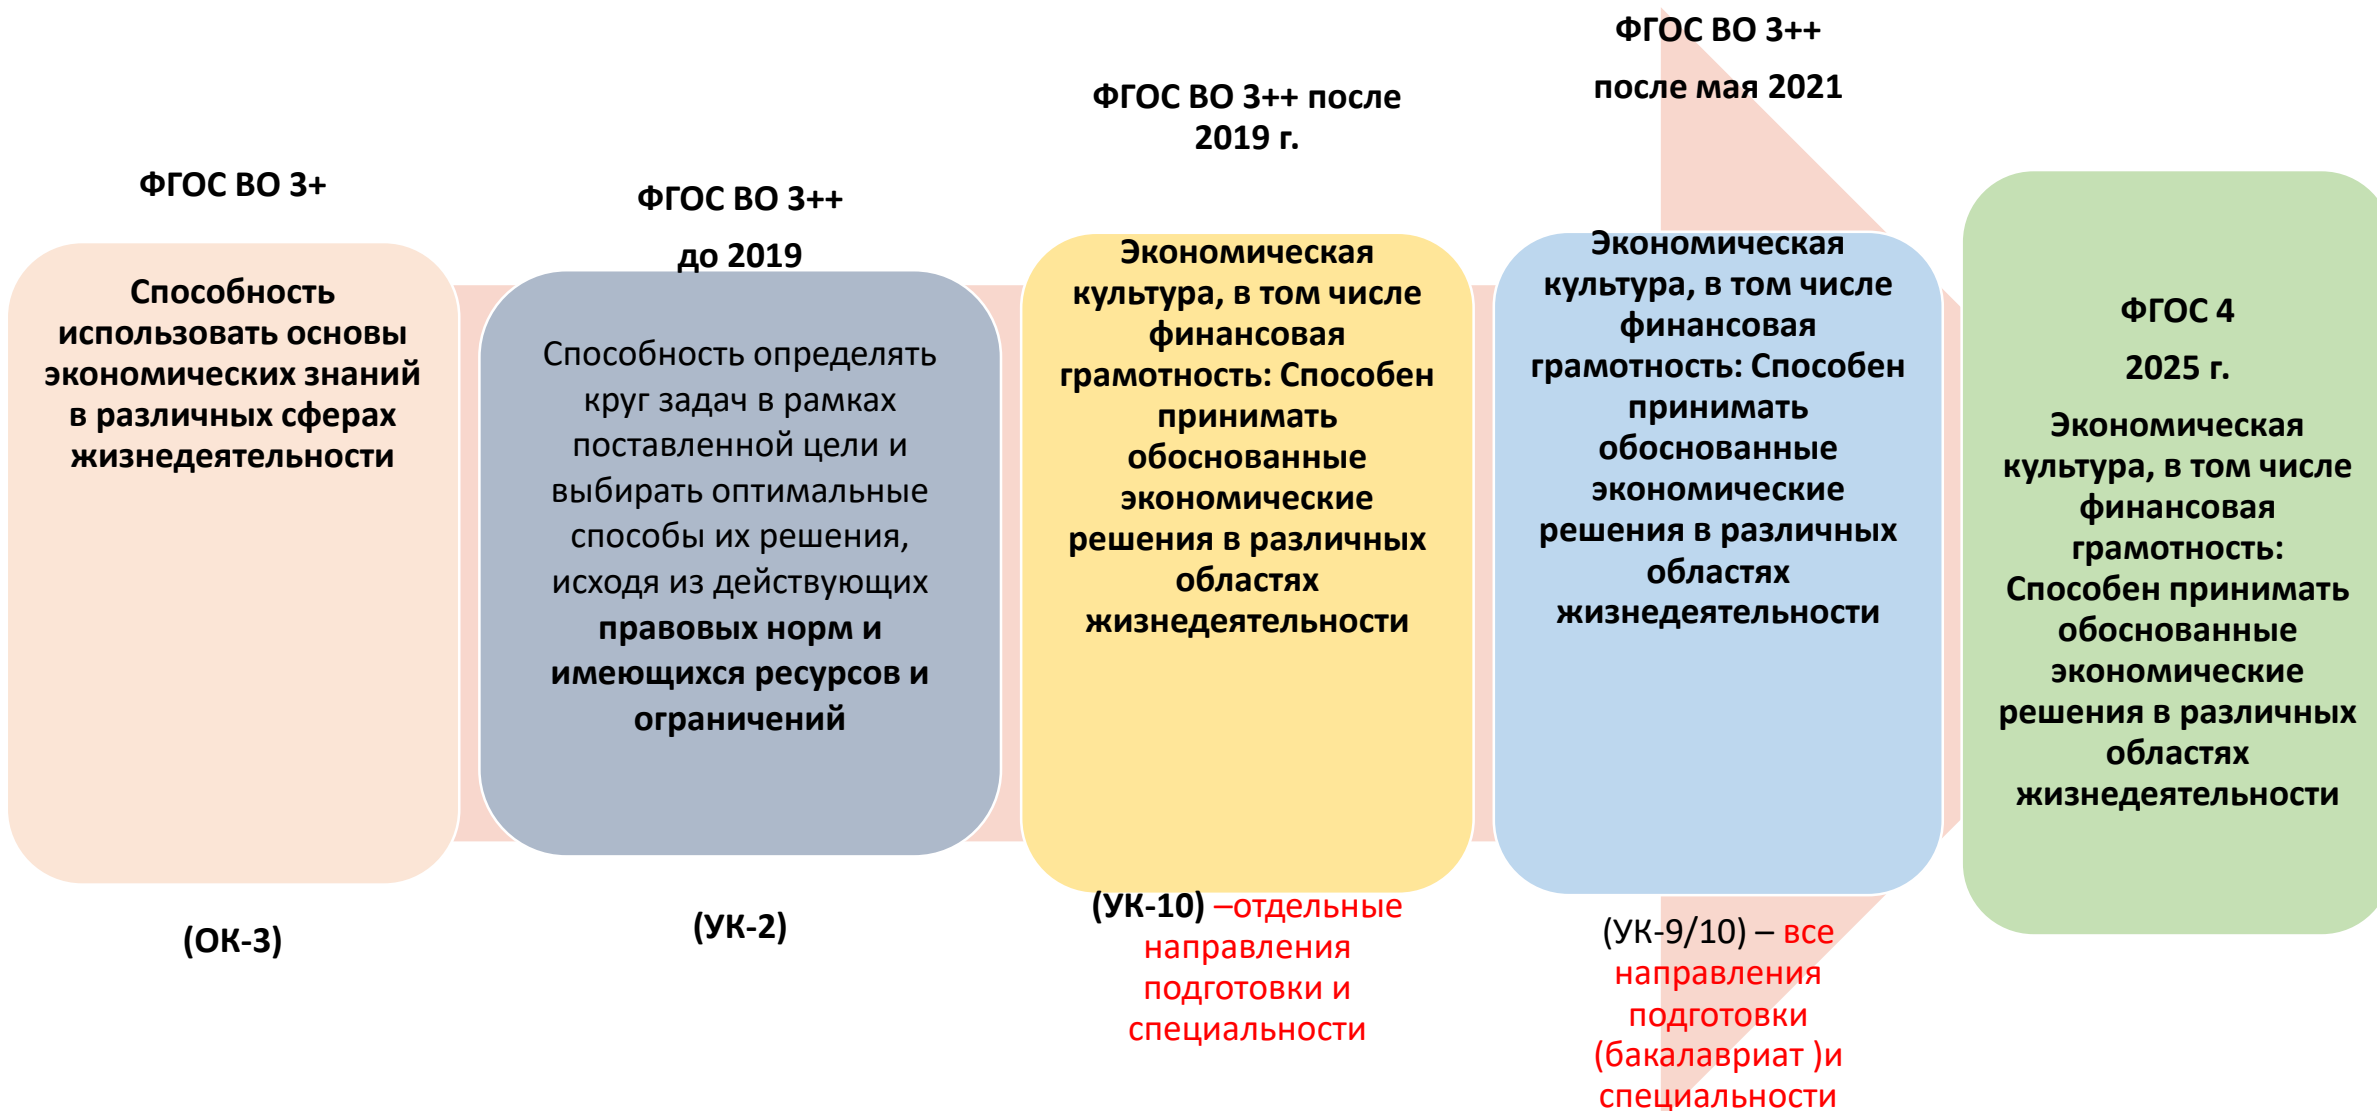 ФГОС ВО 3+
Способность
использовать основы
экономических знаний
в различных сферах
жизнедеятельности
(ОК-3)
ФГОС ВО 3++
до 2019
Способность определять
круг задач в рамках
поставленной цели и
выбирать оптимальные
способы их решения,
исходя из действующих
правовых норм и
имеющихся ресурсов и
ограничений
(УК-2)
ФГОС ВО 3++ после
2019 г.
Экономическая
культура, в том числе
финансовая
грамотность: Способен
принимать
обоснованные
экономические
решения в различных
областях
жизнедеятельности
(УК-10) –отдельные
направления
подготовки и
специальности
ФГОС ВО 3++
после мая 2021
Экономическая
культура, в том числе
финансовая
грамотность: Способен
принимать
обоснованные
экономические
решения в различных
областях
жизнедеятельности
(УК-9/10) – все
направления
подготовки
(бакалавриат )и
специальности
ФГОС 4
2025 г.
Экономическая
культура, в том числе
финансовая
грамотность:
Способен принимать
обоснованные
экономические
решения в различных
областях
жизнедеятельности